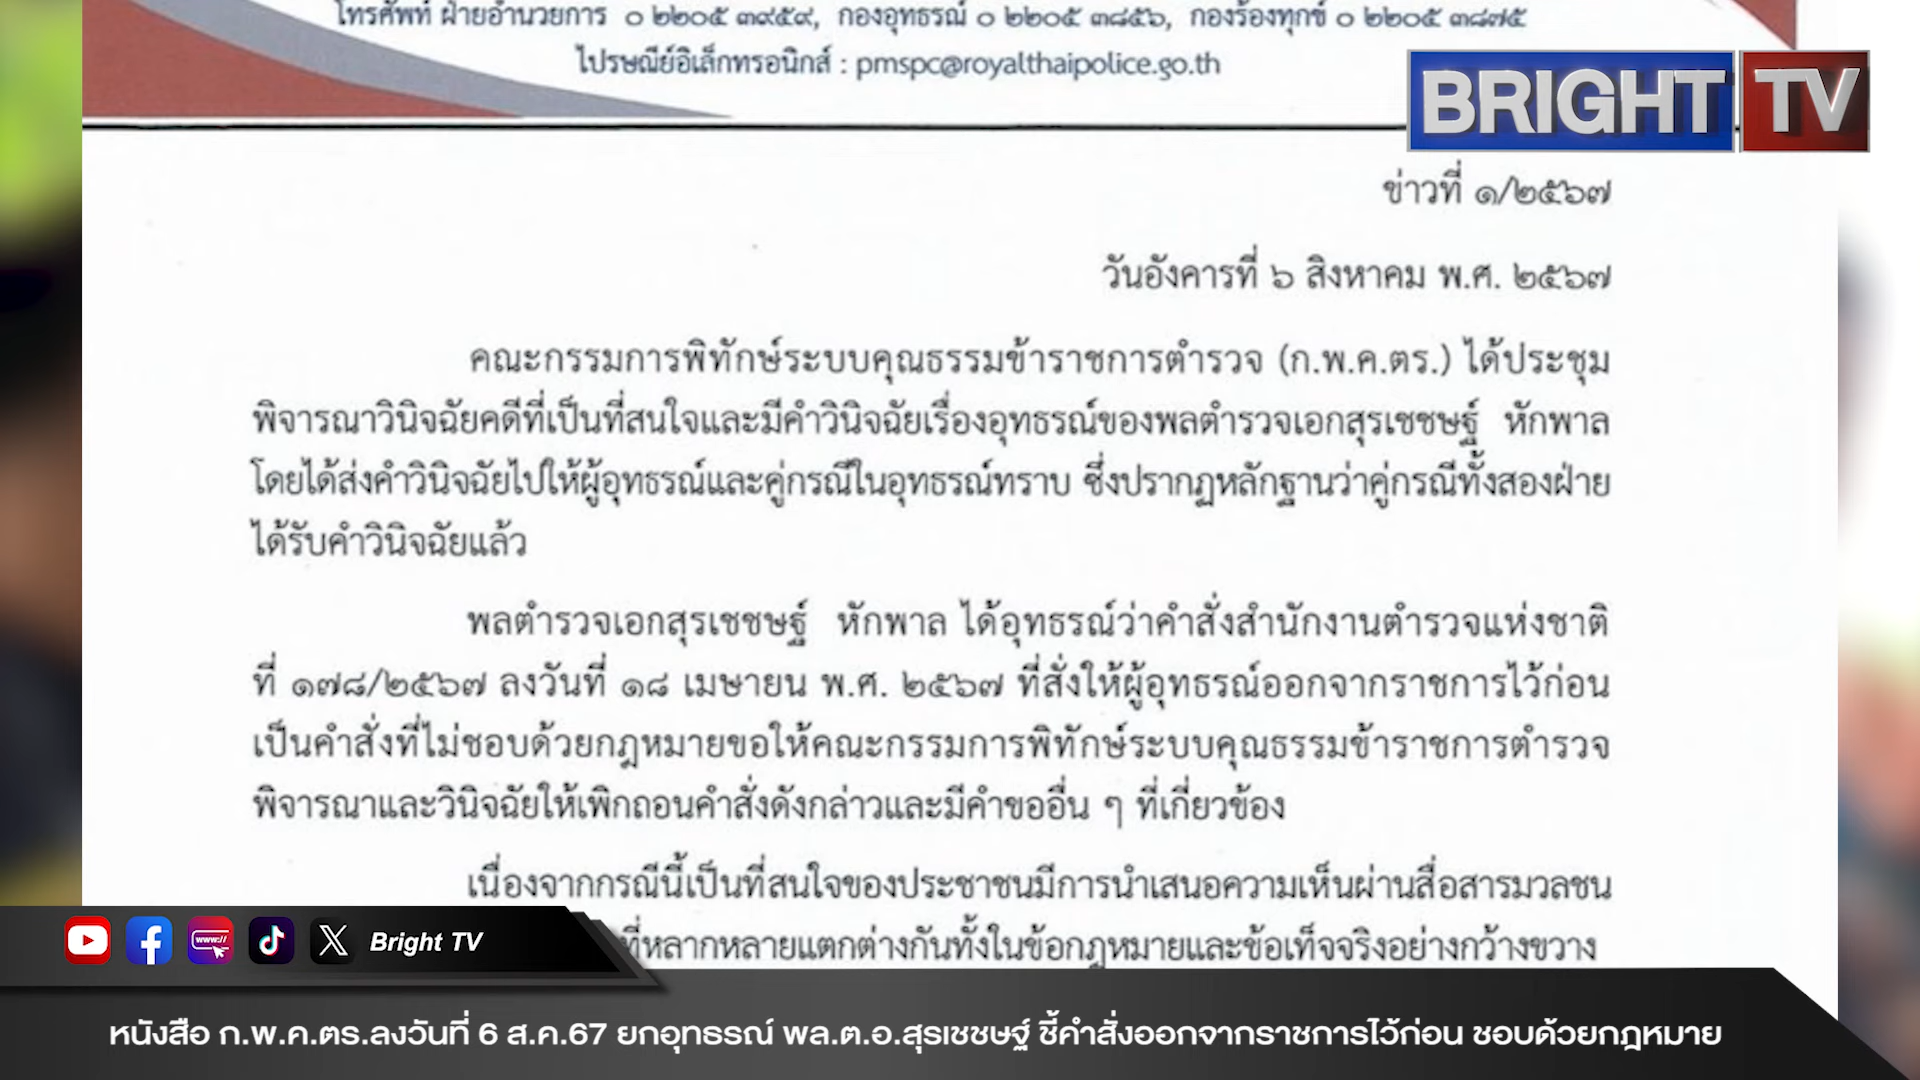 โทรศัพท์ ฝ่ายอำนวยการ ๐ ๒๒๐๕ ๓๙๕๙, กองอุทธรณ์ ๐ ๒๒๐๕ ๓๘๕๖, กองร้องทุกข์ ๐ ๒๒๐๕ ๓๘๗๕
ไปรษณีย์อิเล็กทรอนิกส์ : pmspc@royalthaipolice.go.th
BRIGHT TV
ข่าวที่ ๑/๒๕๖๗
วันอังคารที่ ๖ สิงหาคม พ.ศ. ๒๕๖๗
คณะกรรมการพิทักษ์ระบบคุณธรรมข้าราชการตำรวจ (ก.พ.ค.ตร.) ได้ประชุม
พิจารณาวินิจฉัยคดีที่เป็นที่สนใจและมีคำวินิจฉัยเรื่องอุทธรณ์ของพลตำรวจเอกสุรเชชษฐ์ หักพาล
โดยได้ส่งคำวินิจฉัยไปให้ผู้อุทธรณ์และคู่กรณีในอุทธรณ์ทราบ ซึ่งปรากฏหลักฐานว่าคู่กรณีทั้งสองฝ่าย
ได้รับคำวินิจฉัยแล้ว
พลตำรวจเอกสุรเชชษฐ์ หักพาล ได้อุทธรณ์ว่าคำสั่งสำนักงานตำรวจแห่งชาติ
ที่ ๑๗๘/๒๕๖๗ ลงวันที่ ๑๘ เมษายน พ.ศ. ๒๕๖๗ ที่สั่งให้ผู้อุทธรณ์ออกจากราชการไว้ก่อน
เป็นคำสั่งที่ไม่ชอบด้วยกฎหมายขอให้คณะกรรมการพิทักษ์ระบบคุณธรรมข้าราชการตำรวจ
พิจารณาและวินิจฉัยให้เพิกถอนคำสั่งดังกล่าวและมีคำขออื่น ๆ ที่เกี่ยวข้อง
เนื่องจากกรณีนี้เป็นที่สนใจของประชาชนมีการนำเสนอความเห็นผ่านสื่อสารมวลชน
ที่หลากหลายแตกต่างกันทั้งในข้อกฎหมายและข้อเท็จจริงอย่างกว้างขวาง
www://
Bright TV
หนังสือ ก.พ.ค.ตร.ลงวันที่ 6 ส.ค.67 ยกอุทธรณ์ พล.ต.อ.สุรเชชษฐ์ ชี้คำสั่งออกจากราชการไว้ก่อน ชอบด้วยกฎหมาย